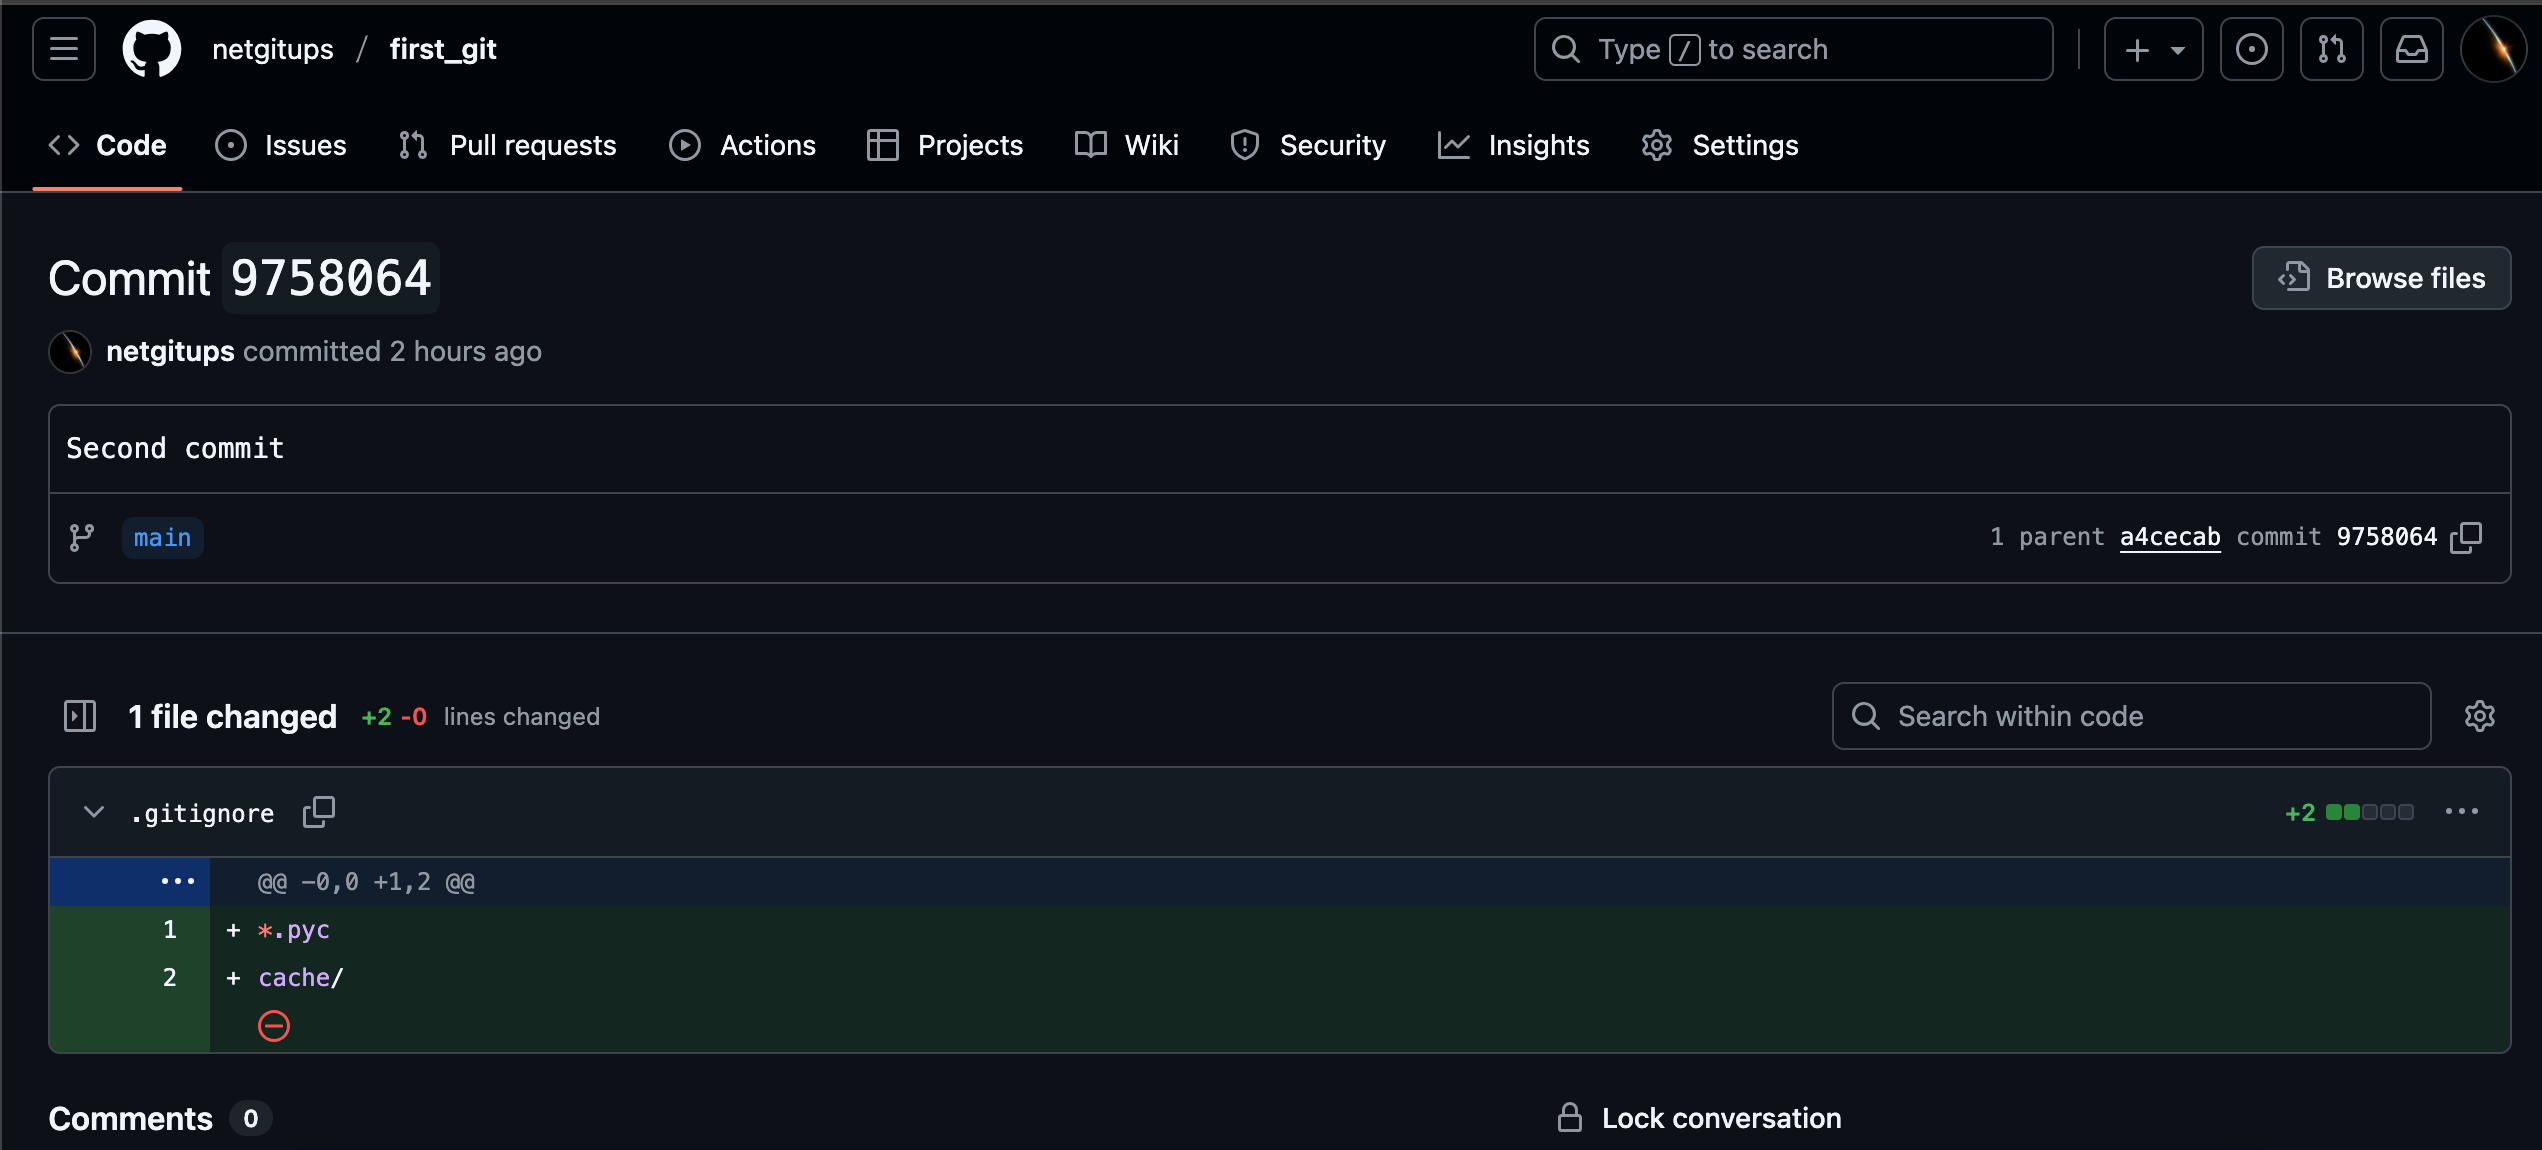 netgitups / first_git
Type / to search
Code Issues Pull requests Actions Projects Wiki Security Insights Settings
Commit 9758064
Browse files
netgitups committed 2 hours ago
Second commit
main
1 parent a4cecab commit 9758064
1 file changed +2 -0 lines changed
Search within code
.gitignore
+2
@@ -0,0 +1,2 @@
1 + *.pyc
2 + cache/
Comments 0
Lock conversation